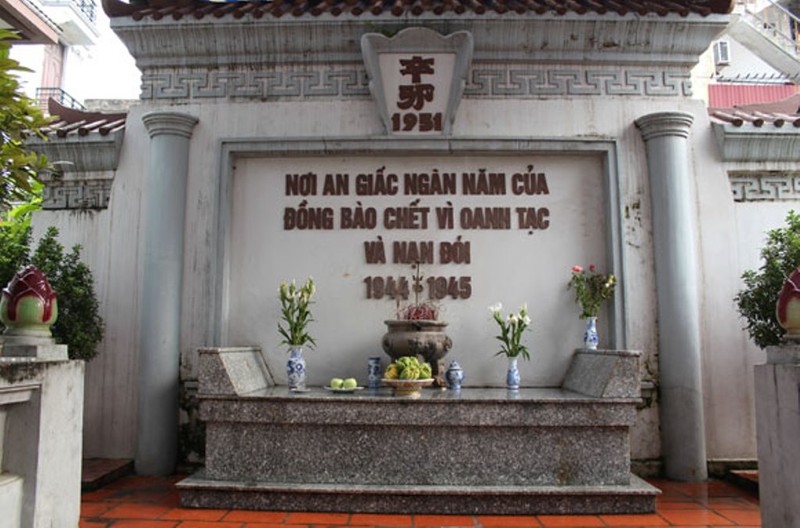 辛
卯
1951
NƠI AN GIẤC NGÀN NĂM CỦA
ĐỒNG BÀO CHẾT VÌ OANH TẠC
VÀ NẠN ĐÓI
1944 - 1945